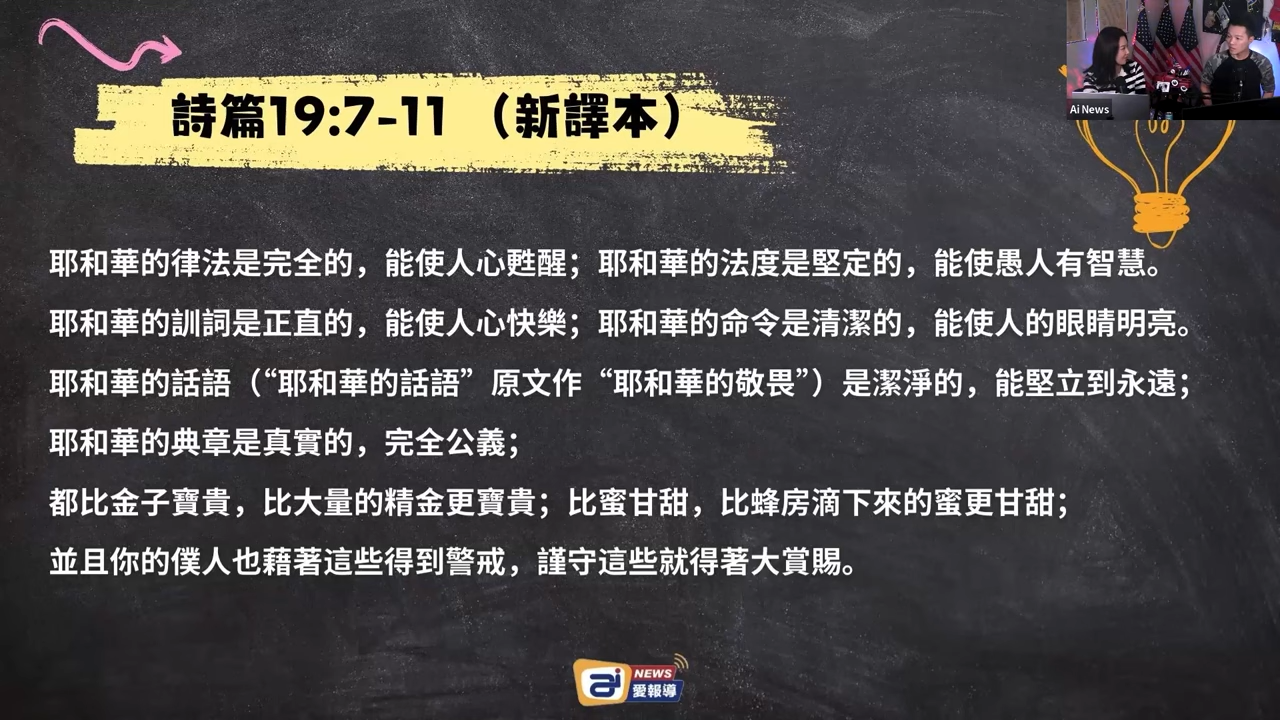 詩篇19:7-11 （新譯本）
Ai News
耶和華的律法是完全的，能使人心甦醒；耶和華的法度是堅定的，能使愚人有智慧。
耶和華的訓詞是正直的，能使人心快樂；耶和華的命令是清潔的，能使人的眼睛明亮。
耶和華的話語（“耶和華的話語”原文作“耶和華的敬畏”）是潔淨的，能堅立到永遠；
耶和華的典章是真實的，完全公義；
都比金子寶貴，比大量的精金更寶貴；比蜜甘甜，比蜂房滴下來的蜜更甘甜；
並且你的僕人也藉著這些得到警戒，謹守這些就得著大賞賜。
ai NEWS
愛報導